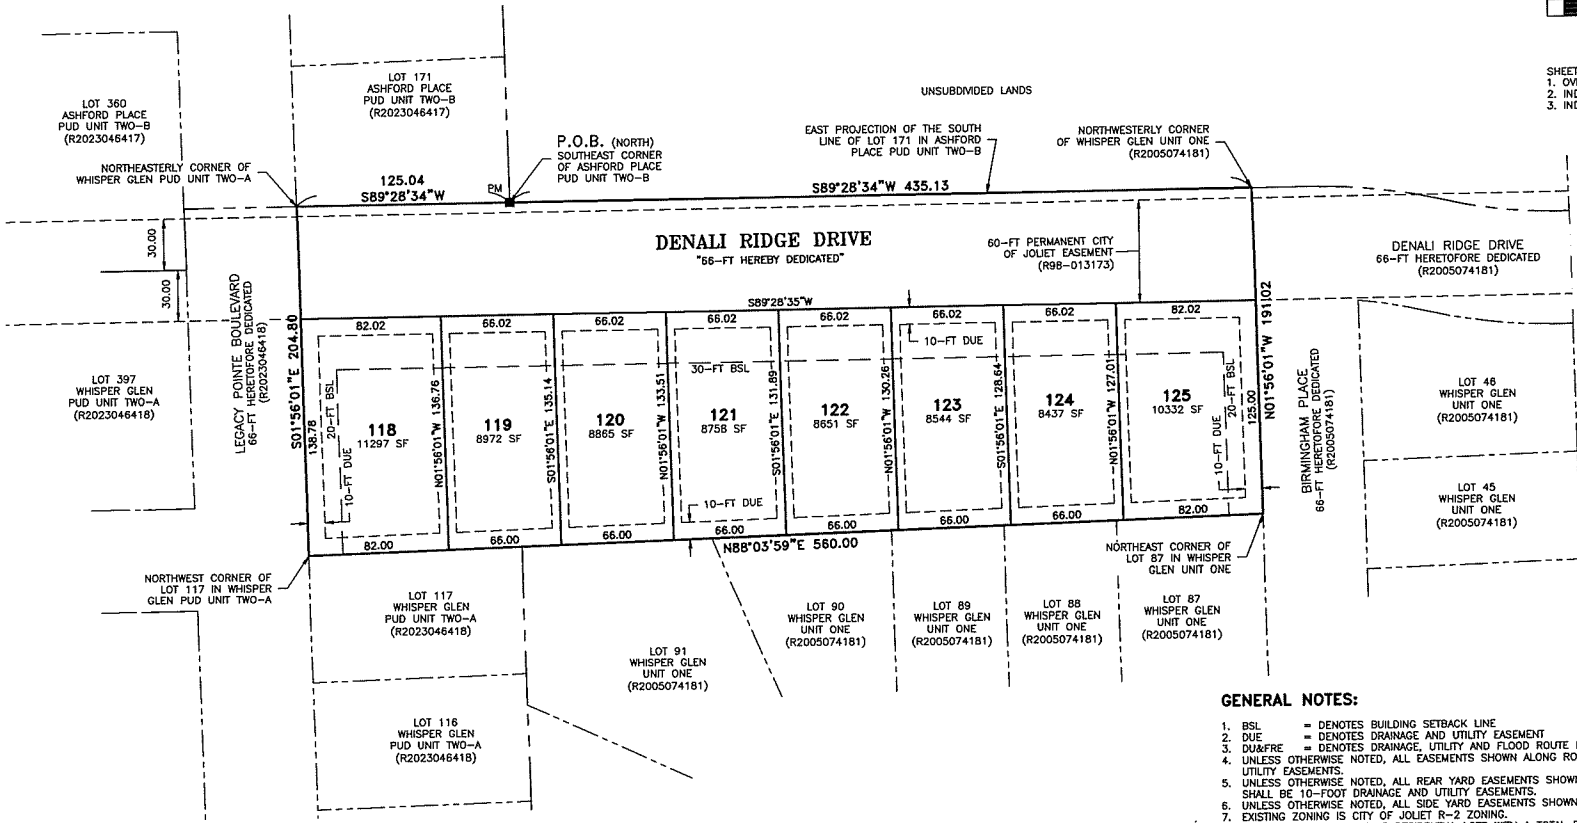 SHEET
1. OV
2. IND
3. IND
LOT 360
ASHFORD PLACE
PUD UNIT TWO-B
(R2023046417)
LOT 171
ASHFORD PLACE
PUD UNIT TWO-B
(R2023046417)
UNSUBDIVIDED LANDS
NORTHEASTERLY CORNER OF
WHISPER GLEN PUD UNIT TWO-A
P.O.B. (NORTH)
SOUTHEAST CORNER
OF ASHFORD PLACE
PUD UNIT TWO-B
EAST PROJECTION OF THE SOUTH
LINE OF LOT 171 IN ASHFORD
PLACE PUD UNIT TWO-B
NORTHWESTERLY CORNER
OF WHISPER GLEN UNIT ONE
(R2005074181)
125.04
S89°28'34"W
PM
S89°28'34"W 435.13
30.00
30.00
DENALI RIDGE DRIVE
"66-FT HEREBY DEDICATED"
60-FT PERMANENT CITY
OF JOLIET EASEMENT
(R98-013173)
DENALI RIDGE DRIVE
66-FT HERETOFORE DEDICATED
(R2005074181)
S89°28'35"W
LEGACY POINTE BOULEVARD
66-FT HERETOFORE DEDICATED
(R2023046418)
S01°56'01"E 204.80
138.78
82.02
66.02
66.02
66.02
66.02
66.02
66.02
82.02
10-FT DUE
30-FT BSL
20-FT BSL
10-FT DUE
118
11297 SF
N01°56'01"W 136.76
119
8972 SF
S01°56'01"E 135.14
120
8865 SF
N01°56'01"W 133.51
121
8758 SF
S01°56'01"E 131.89
122
8651 SF
N01°56'01"W 130.26
123
8544 SF
S01°56'01"E 128.64
124
8437 SF
N01°56'01"W 127.01
125
10332 SF
10-FT DUE
20-FT BSL
125.00
N01°56'01"W 191.02
10-FT DUE
82.00
66.00
66.00
66.00
66.00
66.00
66.00
82.00
N88°03'59"E 560.00
BIRMINGHAM PLACE
66-FT HERETOFORE DEDICATED
(R2005074181)
LOT 397
WHISPER GLEN
PUD UNIT TWO-A
(R2023046418)
LOT 46
WHISPER GLEN
UNIT ONE
(R2005074181)
LOT 45
WHISPER GLEN
UNIT ONE
(R2005074181)
NORTHWEST CORNER OF
LOT 117 IN WHISPER
GLEN PUD UNIT TWO-A
NORTHEAST CORNER OF
LOT 87 IN WHISPER
GLEN UNIT ONE
LOT 117
WHISPER GLEN
PUD UNIT TWO-A
(R2023046418)
LOT 91
WHISPER GLEN
UNIT ONE
(R2005074181)
LOT 90
WHISPER GLEN
UNIT ONE
(R2005074181)
LOT 89
WHISPER GLEN
UNIT ONE
(R2005074181)
LOT 88
WHISPER GLEN
UNIT ONE
(R2005074181)
LOT 87
WHISPER GLEN
UNIT ONE
(R2005074181)
LOT 116
WHISPER GLEN
PUD UNIT TWO-A
(R2023046418)
GENERAL NOTES:
1. BSL = DENOTES BUILDING SETBACK LINE
2. DUE = DENOTES DRAINAGE AND UTILITY EASEMENT
3. DU&FRE = DENOTES DRAINAGE, UTILITY AND FLOOD ROUTE
4. UNLESS OTHERWISE NOTED, ALL EASEMENTS SHOWN ALONG RO
UTILITY EASEMENTS.
5. UNLESS OTHERWISE NOTED, ALL REAR YARD EASEMENTS SHOWN
SHALL BE 10-FOOT DRAINAGE AND UTILITY EASEMENTS.
6. UNLESS OTHERWISE NOTED, ALL SIDE YARD EASEMENTS SHOWN
7. EXISTING ZONING IS CITY OF JOLIET R-2 ZONING.